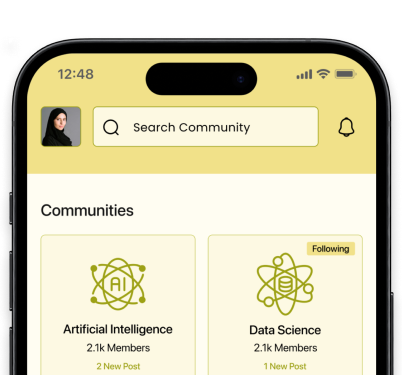 12:48
Search Community
Communities
Following
AI
Artificial Intelligence
2.1k Members
2 New Post
Data Science
2.1k Members
1 New Post